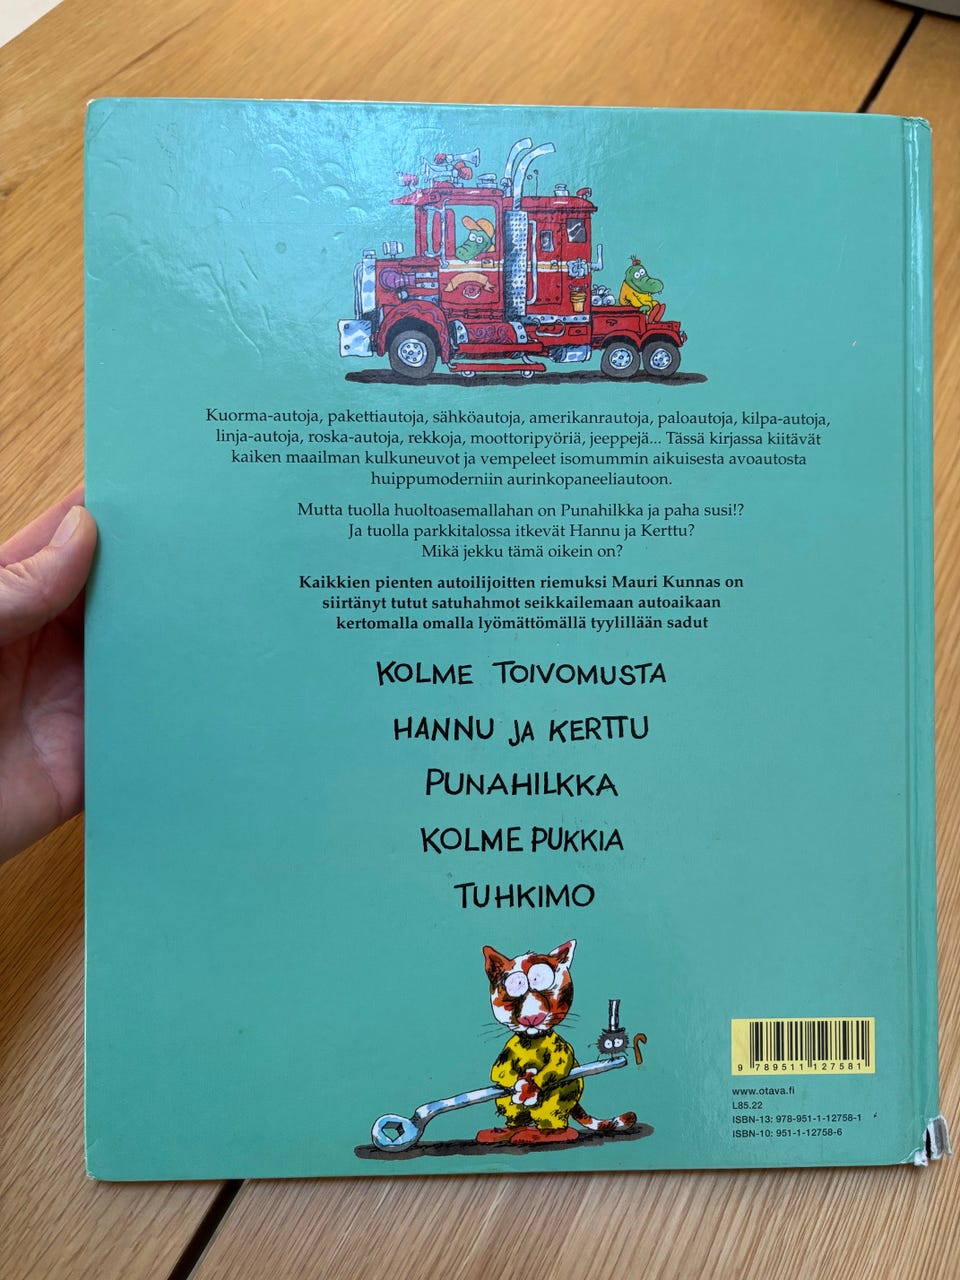 Kuorma-autoja, pakettiautoja, sähköautoja, amerikanrautoja, paloautoja, kilpa-autoja,
linja-autoja, roska-autoja, rekkoja, moottoripyöriä, jeeppejä... Tässä kirjassa kiitävät
kaiken maailman kulkuneuvot ja vempeleet isomummin aikuisesta avoautosta
huippumoderniin aurinkopaneeliautoon.
Mutta tuolla huoltoasemallahan on Punahilkka ja paha susi!?
Ja tuolla parkkitalossa itkevät Hannu ja Kerttu?
Mikä jekku tämä oikein on?
Kaikkien pienten autoilijoitten riemuksi Mauri Kunnas on
siirtänyt tutut satuhahmot seikkailemaan autoaikaan
kertomalla omalla lyömättömällä tyylillään sadut
KOLME TOIVOMUSTA
HANNU JA KERTTU
PUNAHILKKA
KOLME PUKKIA
TUHKIMO
9 789511 127581
www.otava.fi
L85.22
ISBN-13: 978-951-1-12758-1
ISBN-10: 951-1-12758-6